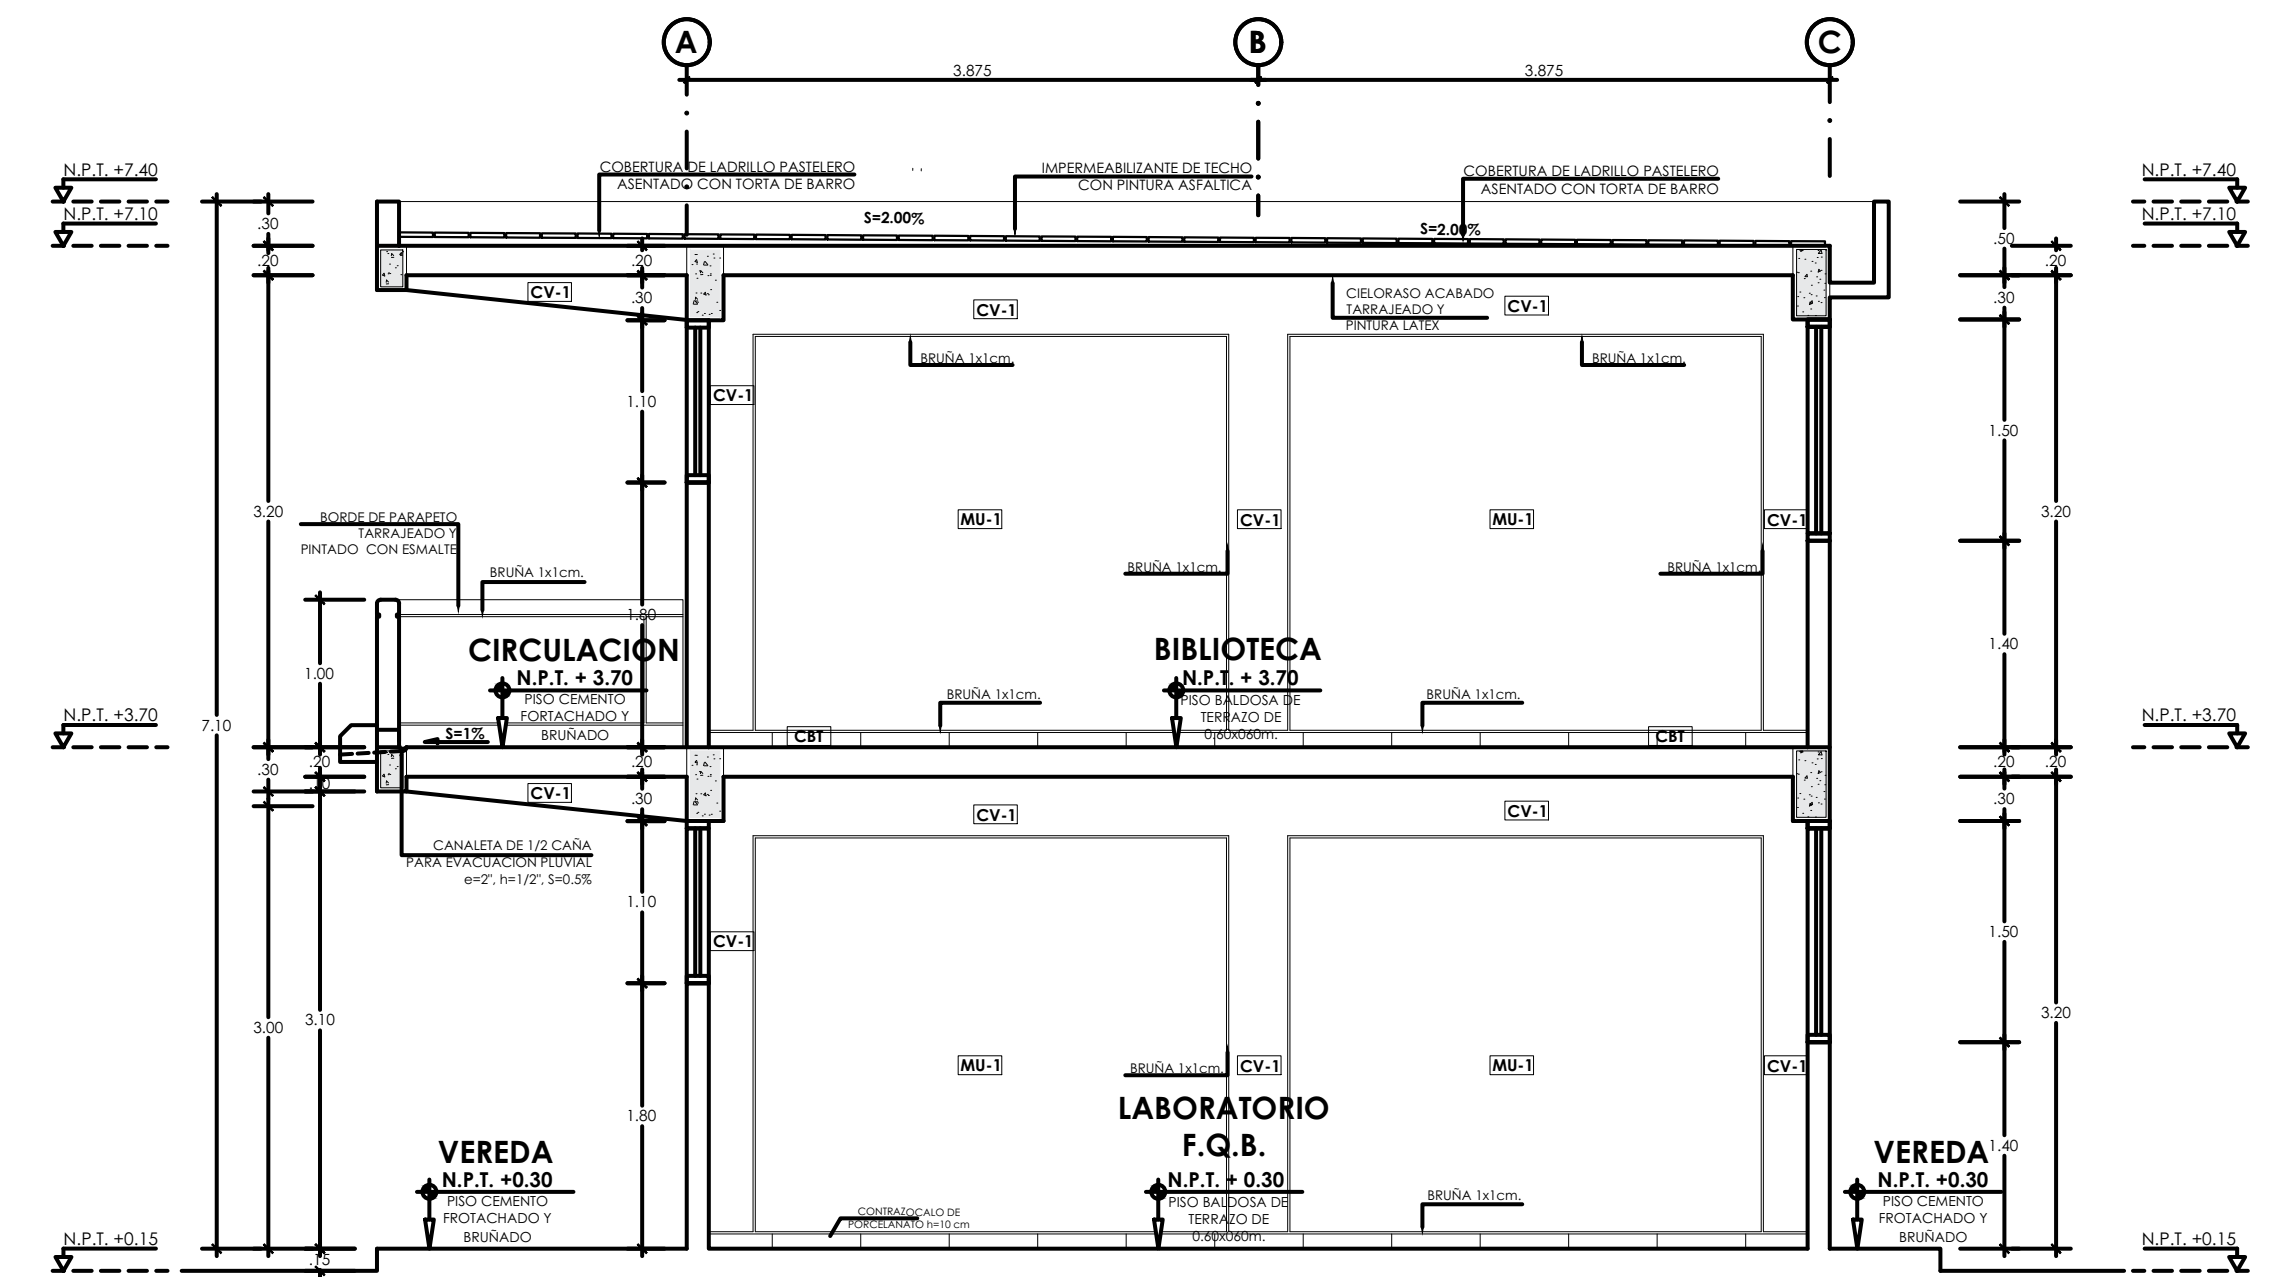 A
B
C
3.875
3.875
N.P.T. +7.40
N.P.T. +7.10
COBERTURA DE LADRILLO PASTELERO
ASENTADO CON TORTA DE BARRO
IMPERMEABILIZANTE DE TECHO
CON PINTURA ASFALTICA
COBERTURA DE LADRILLO PASTELERO
ASENTADO CON TORTA DE BARRO
N.P.T. +7.40
N.P.T. +7.10
S=2.00%
S=2.00%
.30
.20
.20
.30
.50
.20
.30
CV-1
CV-1
CIELORASO ACABADO
TARRAJEADO Y
PINTURA LATEX
CV-1
BRUÑA 1x1cm.
BRUÑA 1x1cm.
CV-1
1.10
1.50
3.20
BORDE DE PARAPETO
TARRAJEADO Y
PINTADO CON ESMALTE
MU-1
CV-1
MU-1
CV-1
3.20
BRUÑA 1x1cm.
BRUÑA 1x1cm.
BRUÑA 1x1cm.
1.80
1.40
1.00
CIRCULACION
N.P.T. + 3.70
PISO CEMENTO
FORTACHADO Y
BRUÑADO
S=1%
BIBLIOTECA
N.P.T. + 3.70
PISO BALDOSA DE
TERRAZO DE
0.60x060m.
BRUÑA 1x1cm.
BRUÑA 1x1cm.
CBT
CBT
N.P.T. +3.70
7.10
N.P.T. +3.70
.30
.20
.20
.30
.20
.20
.30
CV-1
CV-1
CV-1
CANALETA DE 1/2 CAÑA
PARA EVACUACION PLUVIAL
e=2", h=1/2", S=0.5%
1.10
CV-1
1.50
3.00
3.10
3.20
MU-1
BRUÑA 1x1cm.
CV-1
MU-1
CV-1
1.80
1.40
LABORATORIO
F.Q.B.
N.P.T. + 0.30
PISO BALDOSA DE
TERRAZO DE
0.60x060m.
VEREDA
N.P.T. +0.30
PISO CEMENTO
FROTACHADO Y
BRUÑADO
CONTRAZOCALO DE
PORCELANATO h=10 cm
BRUÑA 1x1cm.
VEREDA
N.P.T. +0.30
PISO CEMENTO
FROTACHADO Y
BRUÑADO
N.P.T. +0.15
.15
N.P.T. +0.15